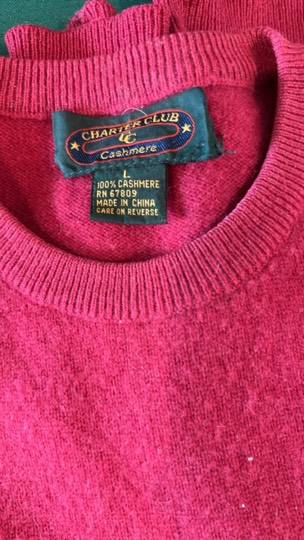 CHARTER CLUB
CC
Cashmere
L
100% CASHMERE
RN 67809
MADE IN CHINA
CARE ON REVERSE